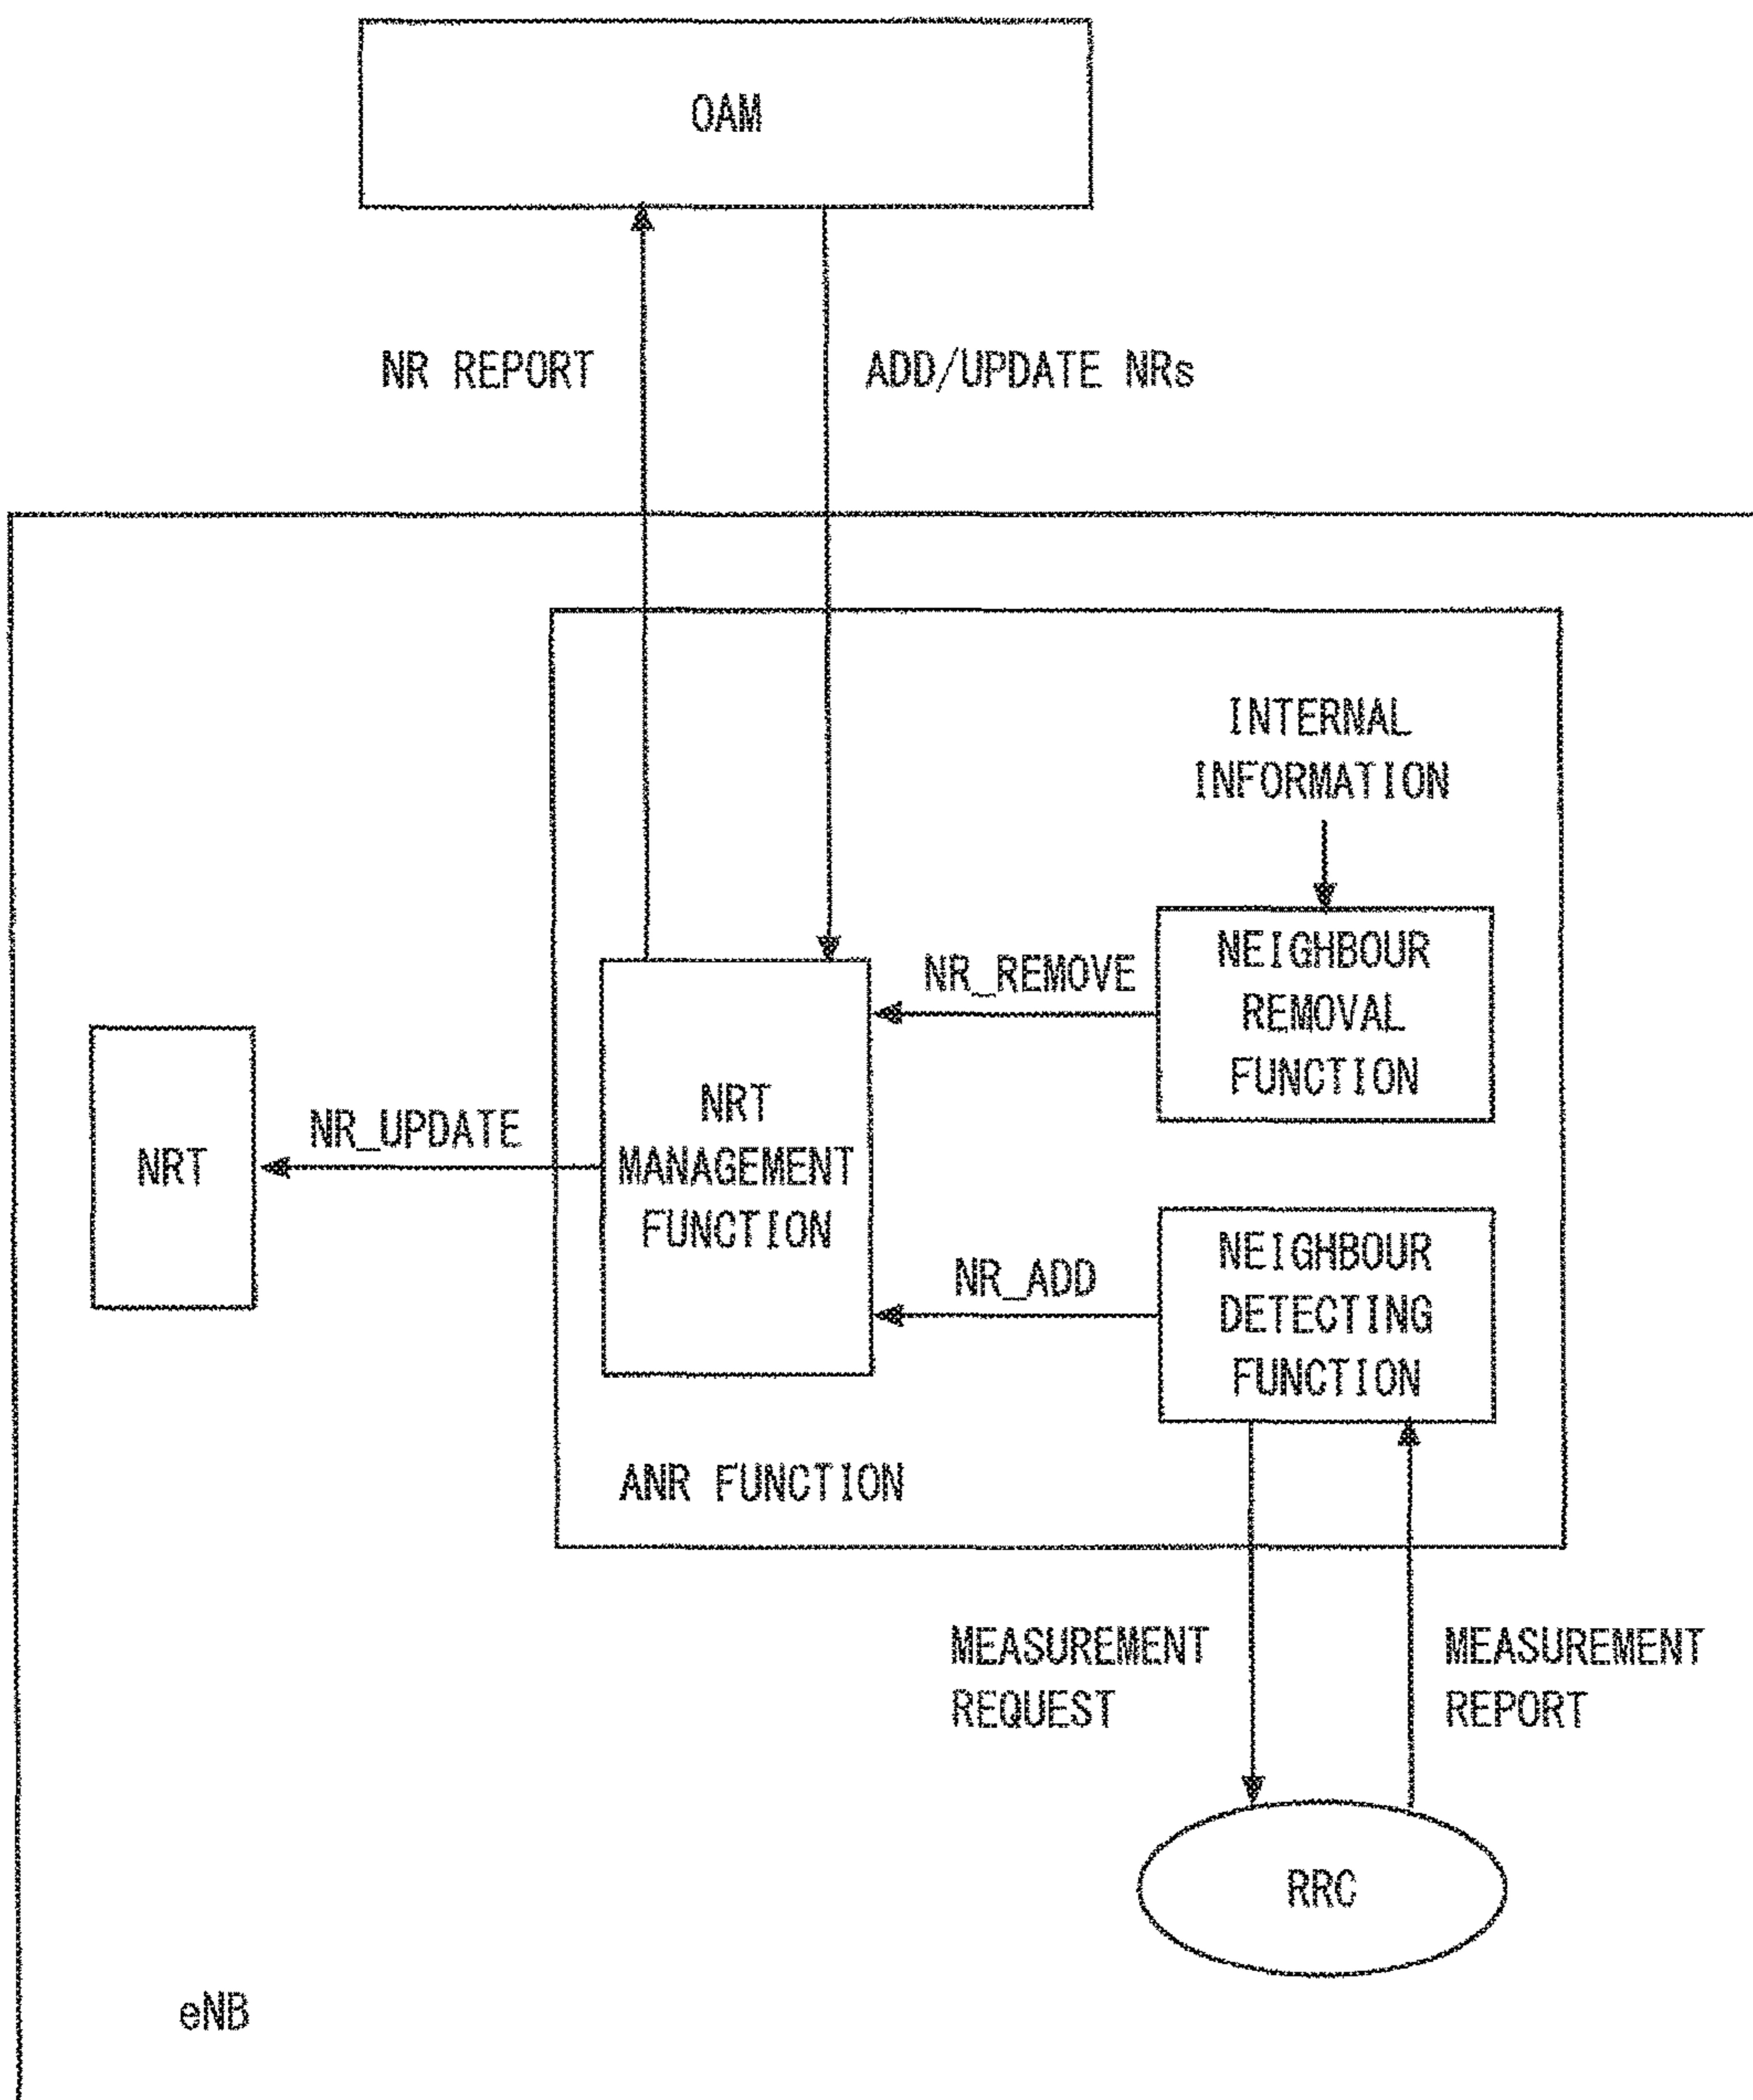 OAM
NR REPORT
ADD/UPDATE NRs
INTERNAL
INFORMATION
NEIGHBOUR
REMOVAL
FUNCTION
NR_REMOVE
NRT
MANAGEMENT
FUNCTION
NR_UPDATE
NRT
NEIGHBOUR
DETECTING
FUNCTION
NR_ADD
ANR FUNCTION
MEASUREMENT
REQUEST
MEASUREMENT
REPORT
RRC
eNB